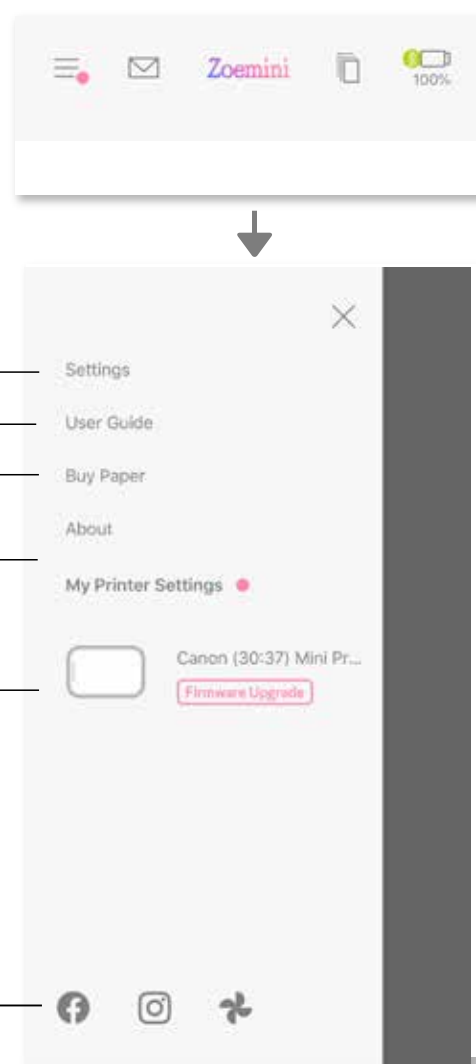 Zoemini
100%
Settings
User Guide
Buy Paper
About
My Printer Settings
Canon (30:37) Mini Pr...
Firmware Upgrade